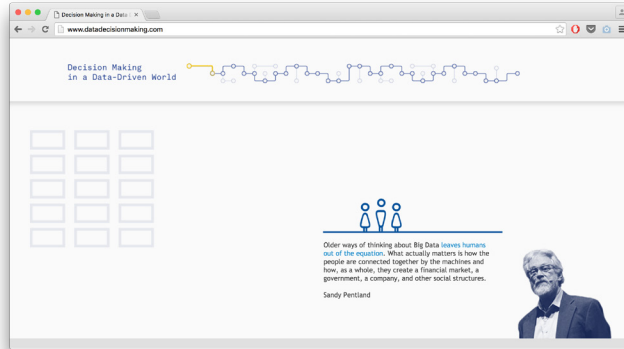 Decision Making in a Data
www.datadecisionmaking.com
Decision Making
in a Data-Driven World
Older ways of thinking about Big Data leaves humans
out of the equation. What actually matters is how the
people are connected together by the machines and
how, as a whole, they create a financial market, a
government, a company, and other social structures.
Sandy Pentland